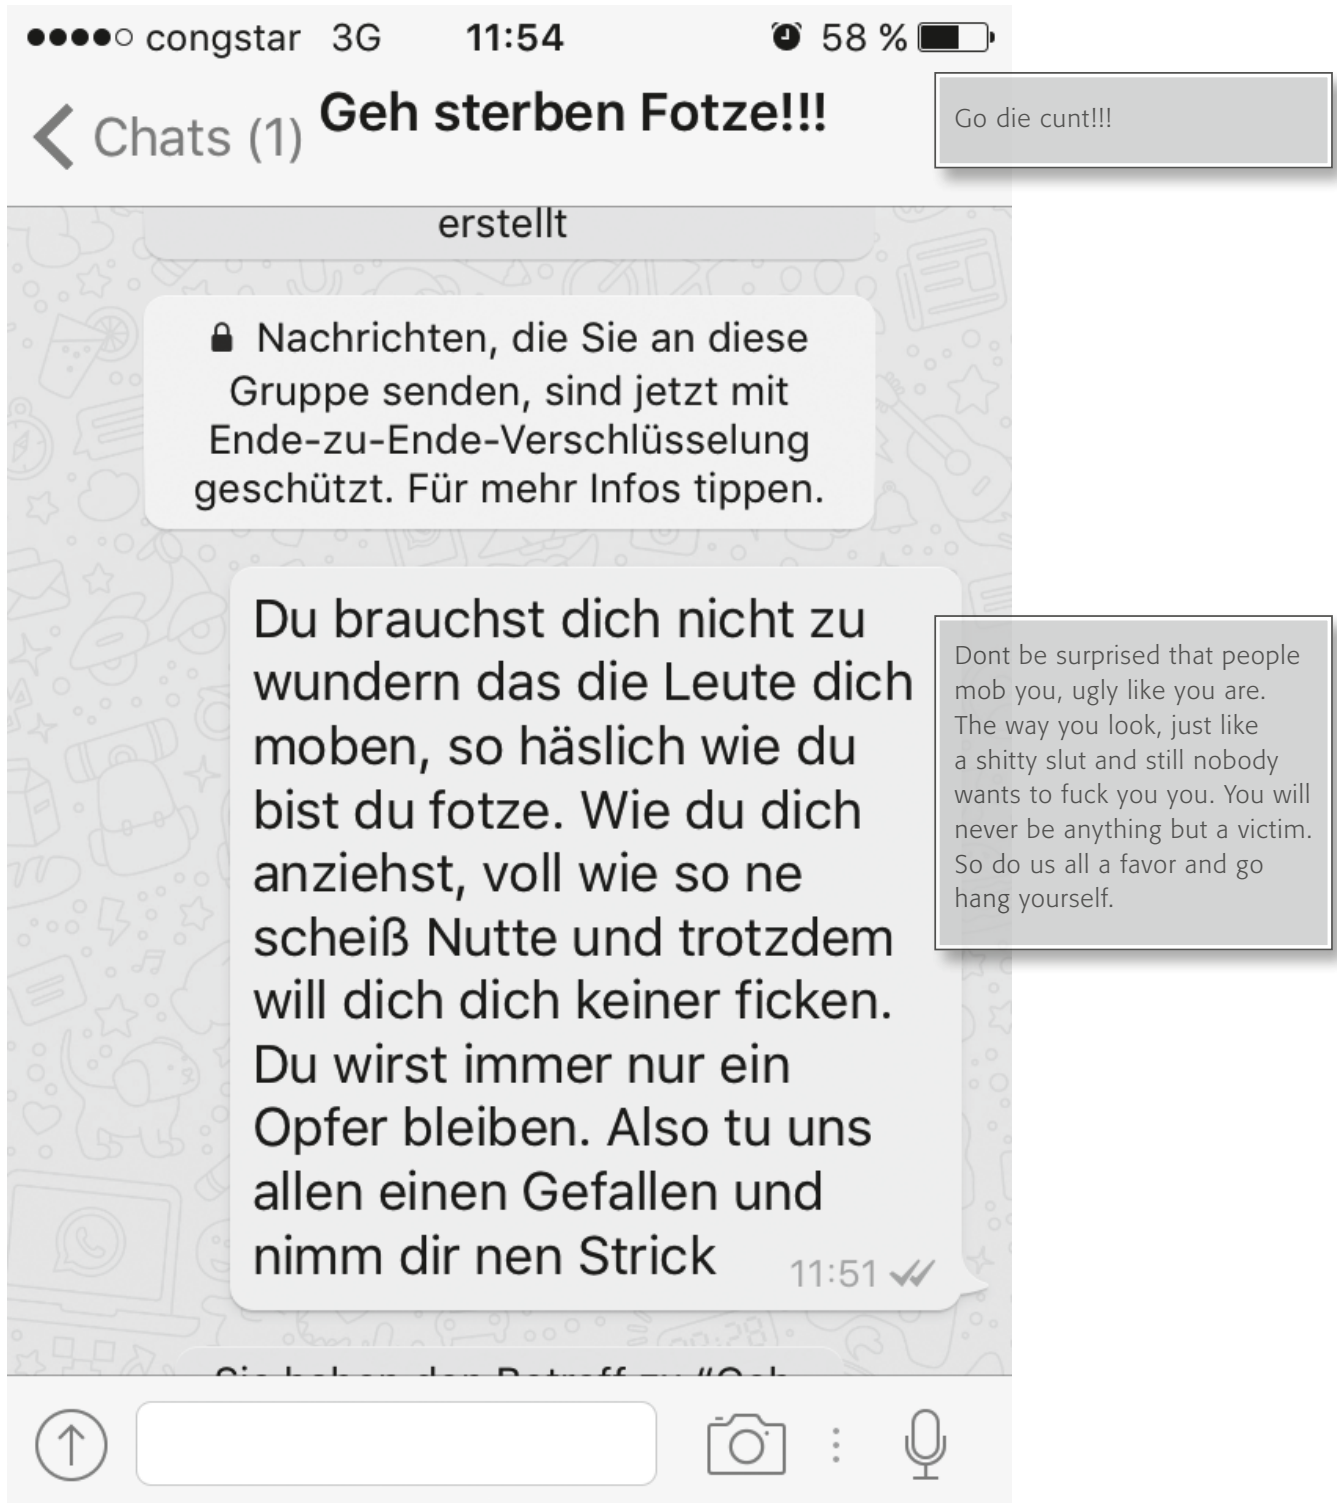 congstar 3G 11:54 58 %
Chats (1) Geh sterben Fotze!!!
Go die cunt!!!
erstellt
Nachrichten, die Sie an diese
Gruppe senden, sind jetzt mit
Ende-zu-Ende-Verschlüsselung
geschützt. Für mehr Infos tippen.
Du brauchst dich nicht zu
wundern das die Leute dich
moben, so häslich wie du
bist du fotze. Wie du dich
anziehst, voll wie so ne
scheiß Nutte und trotzdem
will dich dich keiner ficken.
Du wirst immer nur ein
Opfer bleiben. Also tu uns
allen einen Gefallen und
nimm dir nen Strick
11:51
Dont be surprised that people
mob you, ugly like you are.
The way you look, just like
a shitty slut and still nobody
wants to fuck you you. You will
never be anything but a victim.
So do us all a favor and go
hang yourself.
Sie haben den Betreff zu "Geh